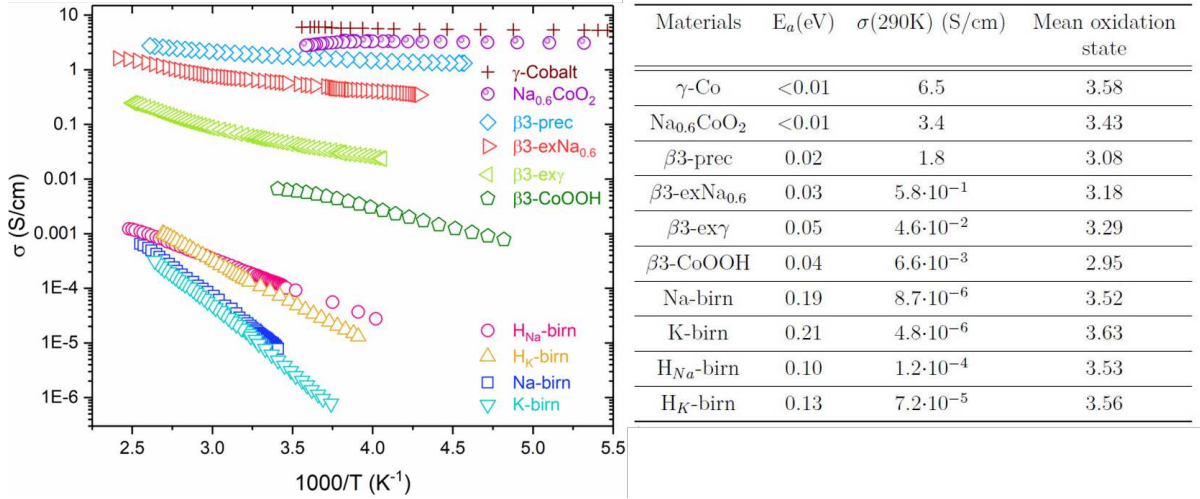 10
1
0.1
0.01
0.001
1E-4
1E-5
1E-6
σ (S/cm)
γ-Cobalt
Na₀.₆CoO₂
β3-prec
β3-exNa₀.₆
β3-exγ
β3-CoOOH
H_Na-birn
H_K-birn
Na-birn
K-birn
2.5 3.0 3.5 4.0 4.5 5.0 5.5
1000/T (K⁻¹)
Materials Eₐ(eV) σ(290K) (S/cm) Mean oxidation
state
γ-Co <0.01 6.5 3.58
Na₀.₆CoO₂ <0.01 3.4 3.43
β3-prec 0.02 1.8 3.08
β3-exNa₀.₆ 0.03 5.8·10⁻¹ 3.18
β3-exγ 0.05 4.6·10⁻² 3.29
β3-CoOOH 0.04 6.6·10⁻³ 2.95
Na-birn 0.19 8.7·10⁻⁶ 3.52
K-birn 0.21 4.8·10⁻⁶ 3.63
H_Na-birn 0.10 1.2·10⁻⁴ 3.53
H_K-birn 0.13 7.2·10⁻⁵ 3.56